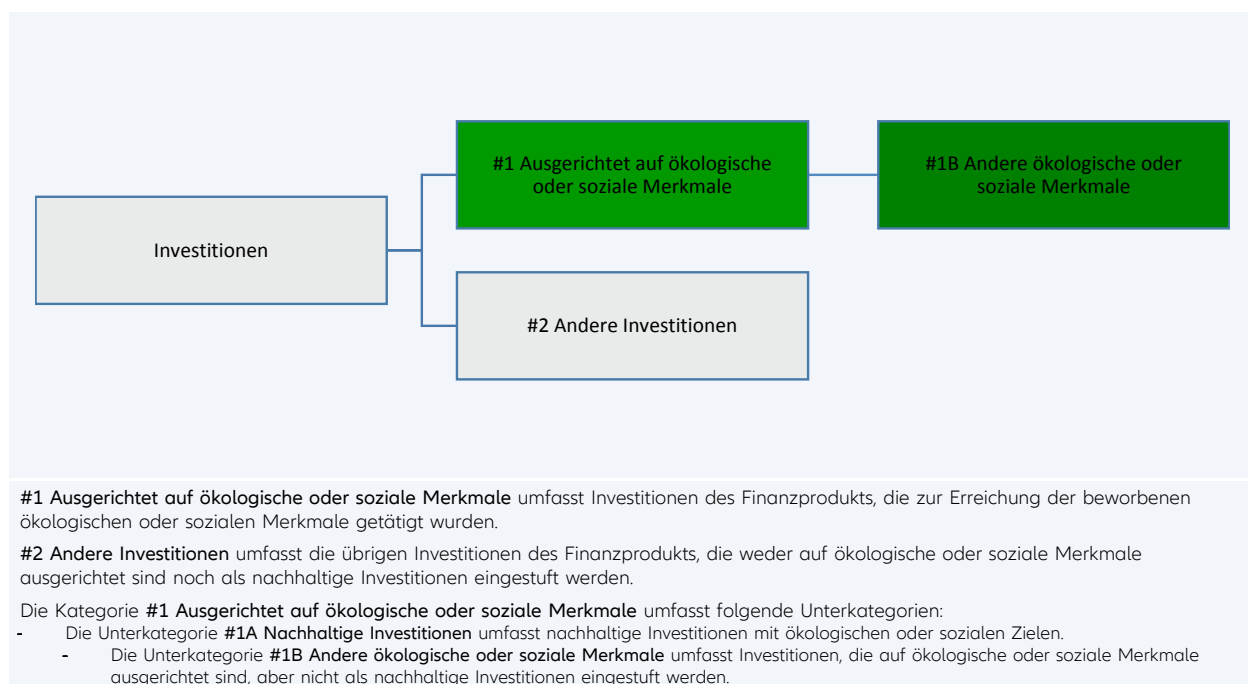 #1 Ausgerichtet auf ökologische
oder soziale Merkmale
#1B Andere ökologische oder
soziale Merkmale
Investitionen
#2 Andere Investitionen
#1 Ausgerichtet auf ökologische oder soziale Merkmale umfasst Investitionen des Finanzprodukts, die zur Erreichung der beworbenen
ökologischen oder sozialen Merkmale getätigt wurden.
#2 Andere Investitionen umfasst die übrigen Investitionen des Finanzprodukts, die weder auf ökologische oder soziale Merkmale
ausgerichtet sind noch als nachhaltige Investitionen eingestuft werden.
Die Kategorie #1 Ausgerichtet auf ökologische oder soziale Merkmale umfasst folgende Unterkategorien:
- Die Unterkategorie #1A Nachhaltige Investitionen umfasst nachhaltige Investitionen mit ökologischen oder sozialen Zielen.
- Die Unterkategorie #1B Andere ökologische oder soziale Merkmale umfasst Investitionen, die auf ökologische oder soziale Merkmale
ausgerichtet sind, aber nicht als nachhaltige Investitionen eingestuft werden.